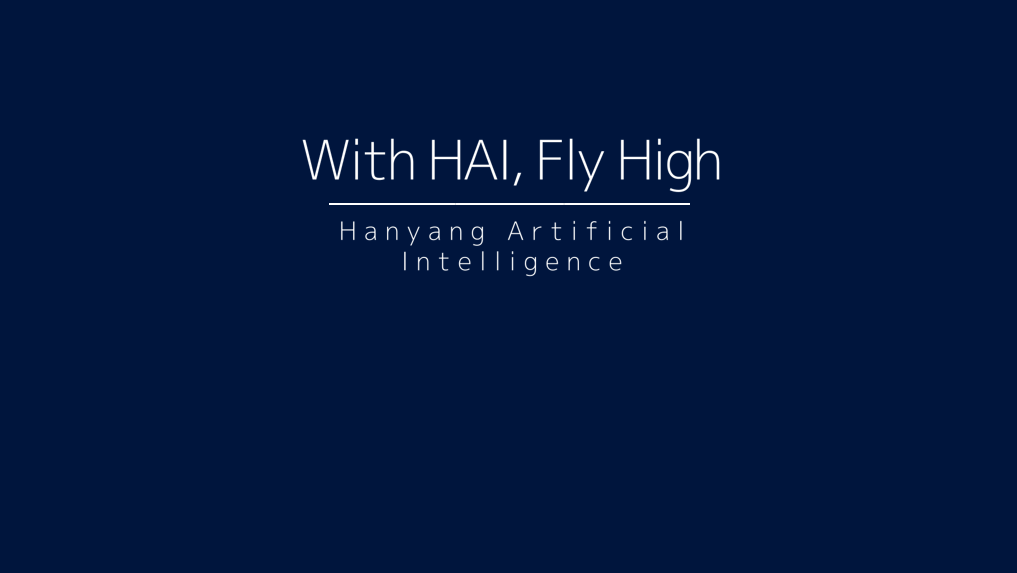 With HAI, Fly High
Hanyang Artificial
Intelligence